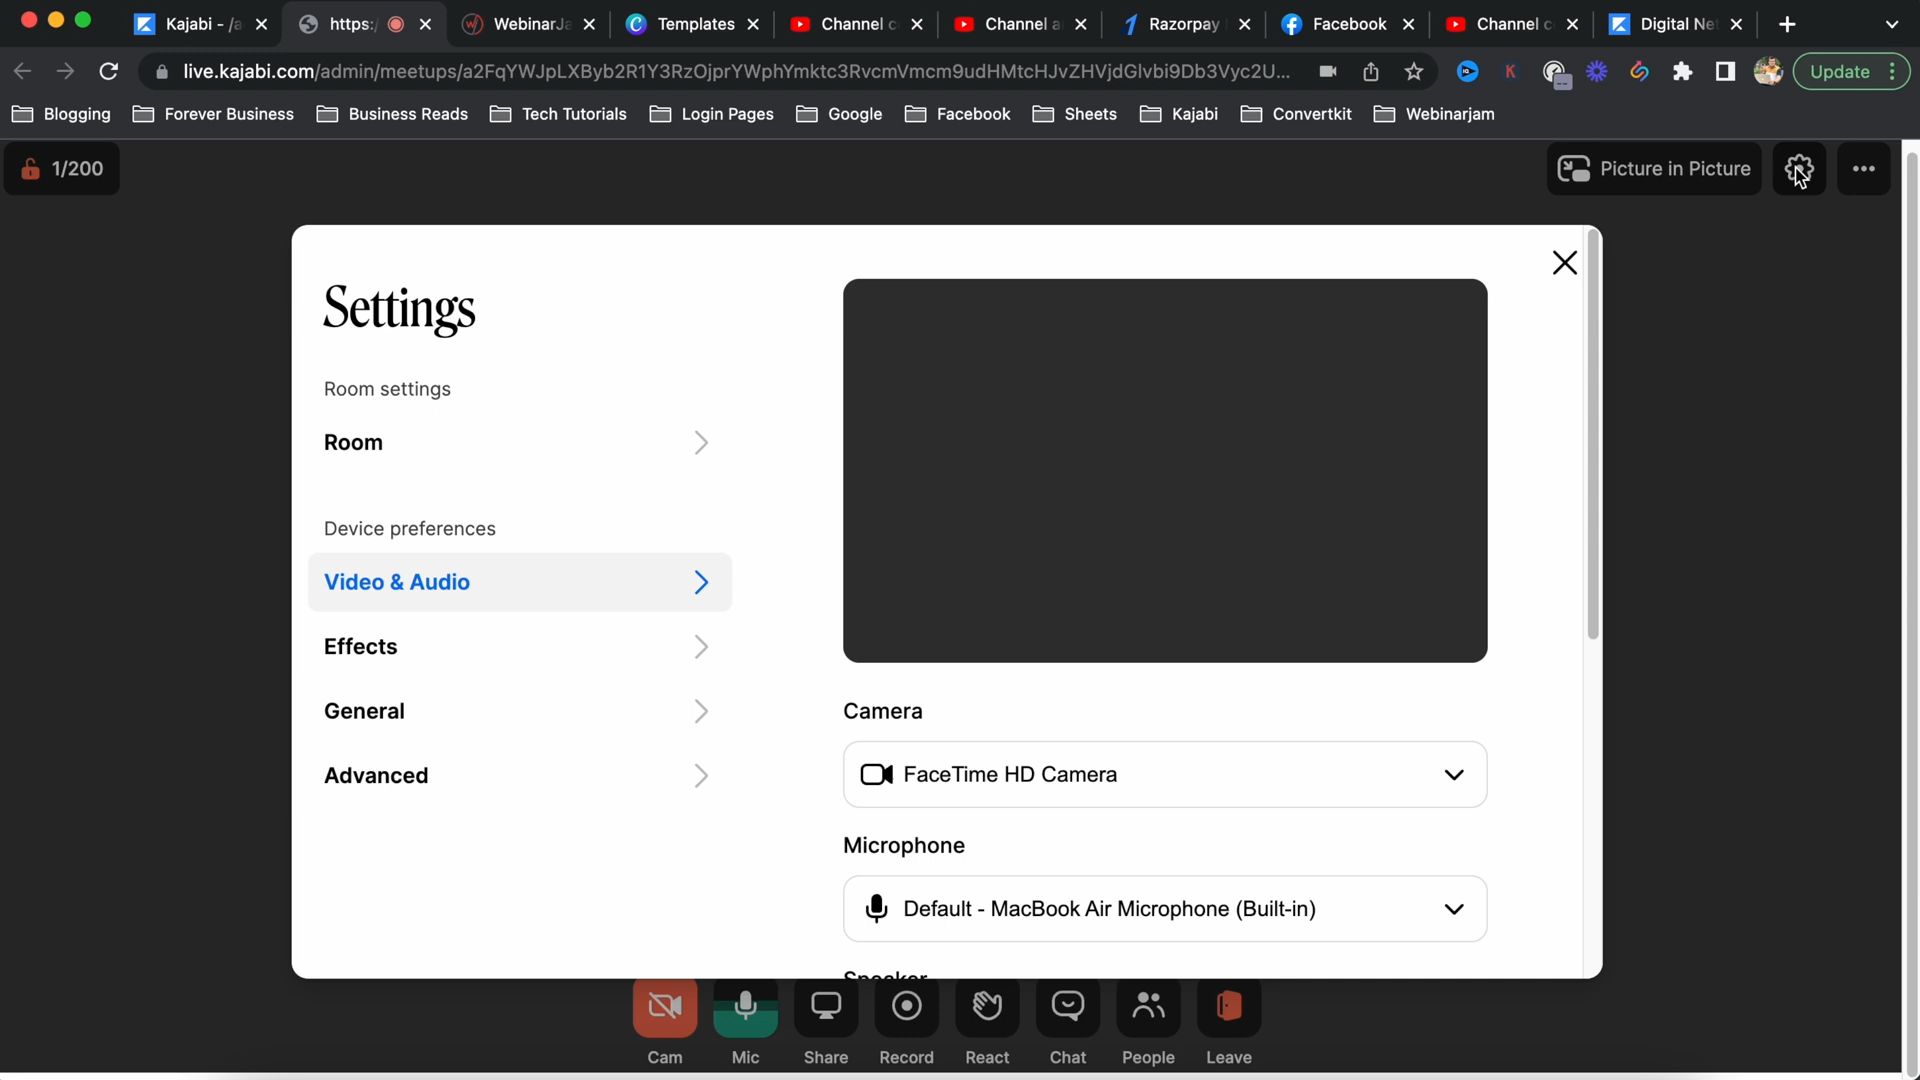 Kajabi - /a
https:/
WebinarJa
Templates
Channel c
Channel a
Razorpay
Facebook
Channel c
Digital Ne
live.kajabi.com/admin/meetups/a2FqYWJpLXByb2R1Y3RzOjprYWphYmktc3RvcmVmcm9udHMtcHJvZHVjdGlvbi9Db3Vyc2U...
Update
Blogging
Forever Business
Business Reads
Tech Tutorials
Login Pages
Google
Facebook
Sheets
Kajabi
Convertkit
Webinarjam
1/200
Picture in Picture
Settings
Room settings
Room
Device preferences
Video & Audio
Effects
General
Advanced
Camera
FaceTime HD Camera
Microphone
Default - MacBook Air Microphone (Built-in)
Speaker
Cam
Mic
Share
Record
React
Chat
People
Leave